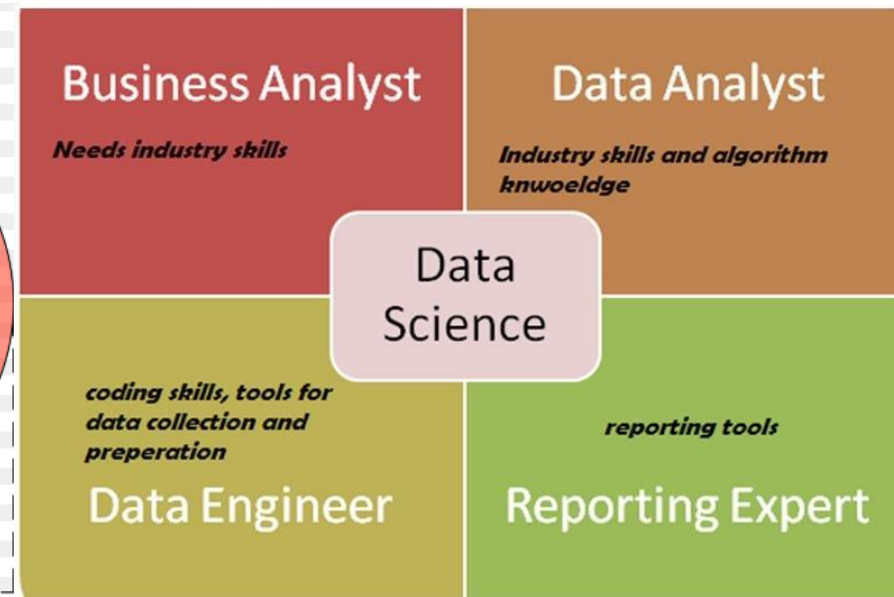 Business Analyst
Needs industry skills
Data Analyst
Industry skills and algorithm
knwoeldge
Data
Science
coding skills, tools for
data collection and
preperation
Data Engineer
reporting tools
Reporting Expert